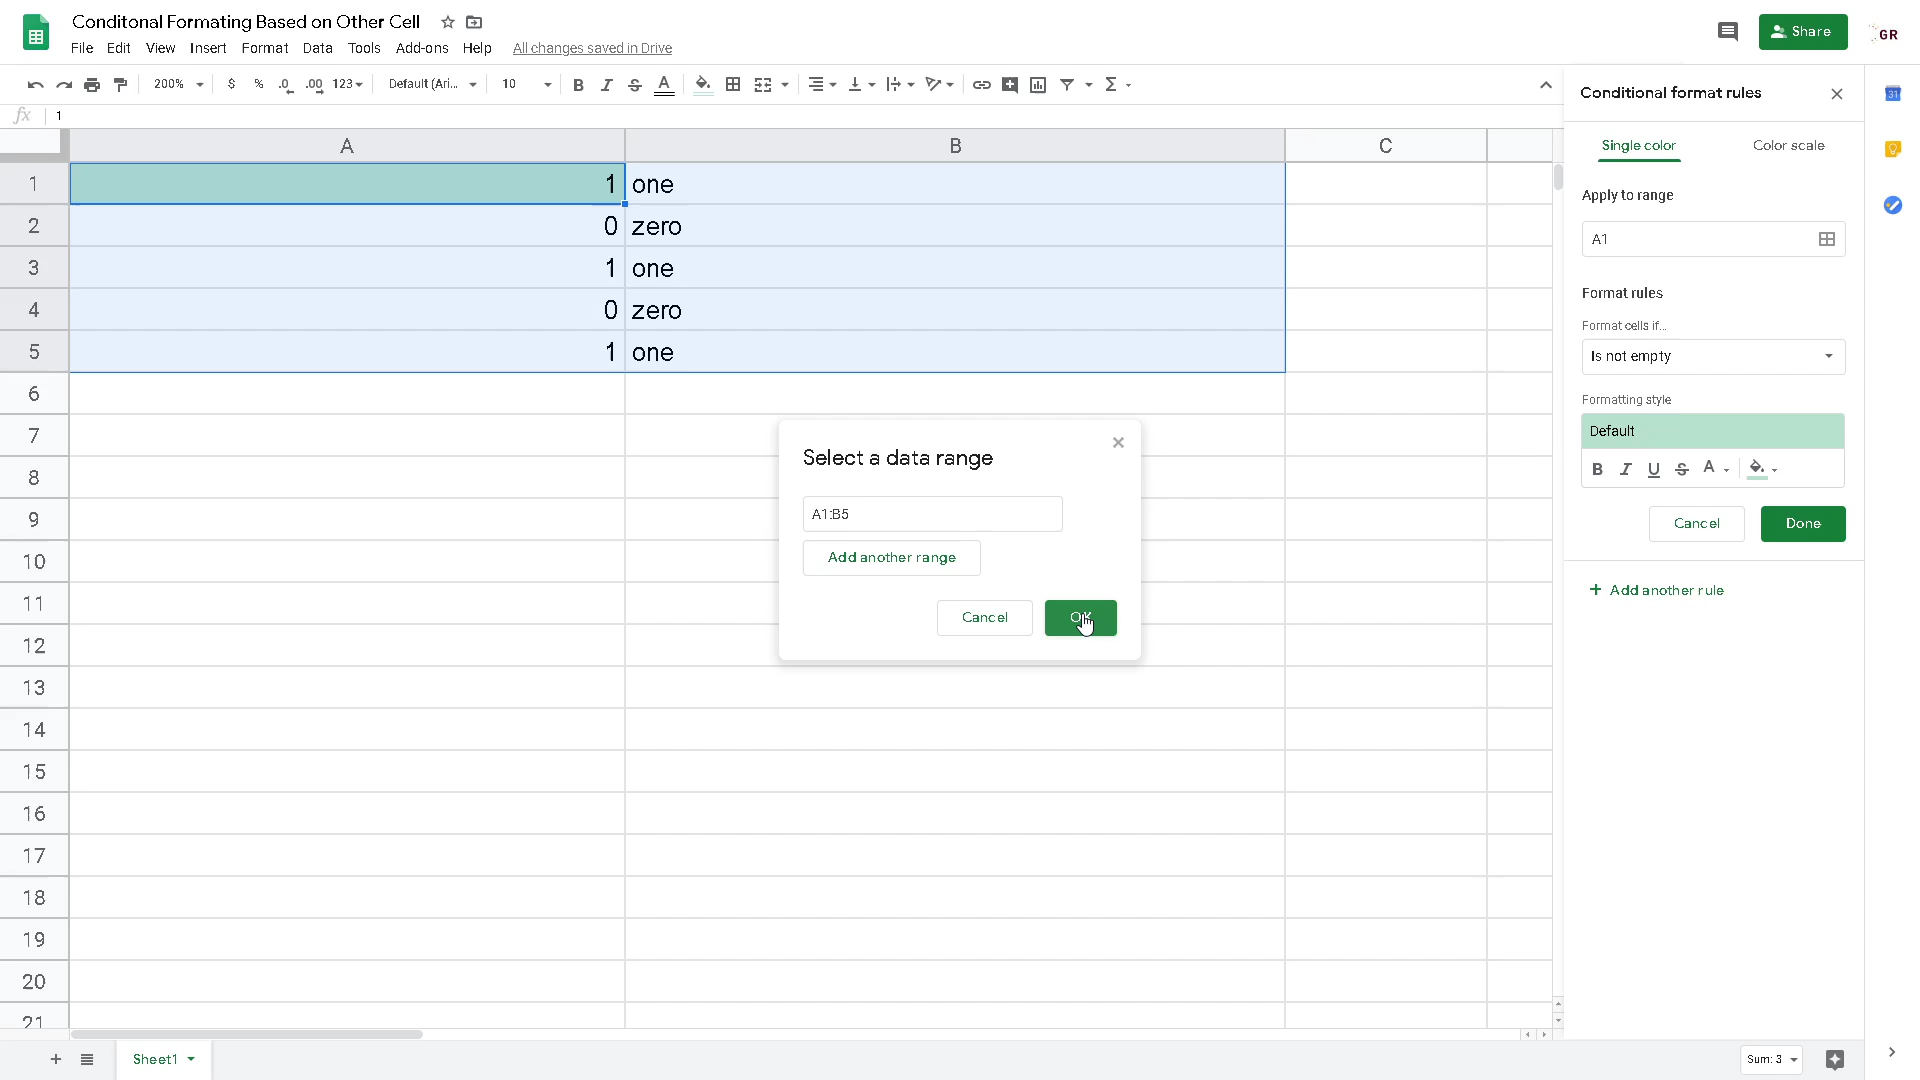 Conditonal Formating Based on Other Cell
GR
Share
File Edit View Insert Format Data Tools Add-ons Help All changes saved in Drive
200% $ % .0 .00 123 Default (Ari... 10 B I S A Σ
fx 1
A B C
1 1 one
2 0 zero
3 1 one
4 0 zero
5 1 one
6
7
8
9
10
11
12
13
14
15
16
17
18
19
20
21
Select a data range
A1:B5
Add another range
Cancel
Conditional format rules
Single color Color scale
Apply to range
A1
Format rules
Format cells if...
Is not empty
Formatting style
Default
B I U S A
Cancel Done
+ Add another rule
31
+ Sheet1 Sum: 3